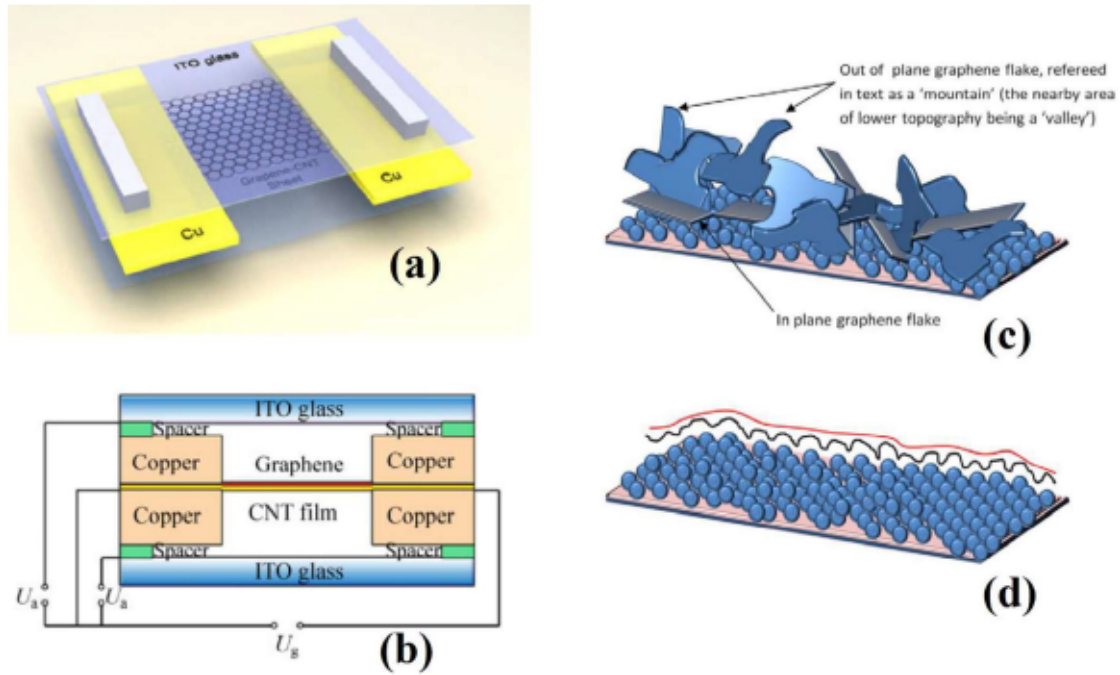 ITO glass
Grapene-CNT
Sheet
Cu
Cu
(a)
Out of plane graphene flake, refereed
in text as a ‘mountain’ (the nearby area
of lower topography being a ‘valley’)
In plane graphene flake
(c)
ITO glass
Spacer
Spacer
Copper
Graphene
Copper
Copper
CNT film
Copper
Spacer
Spacer
ITO glass
Ua
Ua
Ug
(b)
(d)